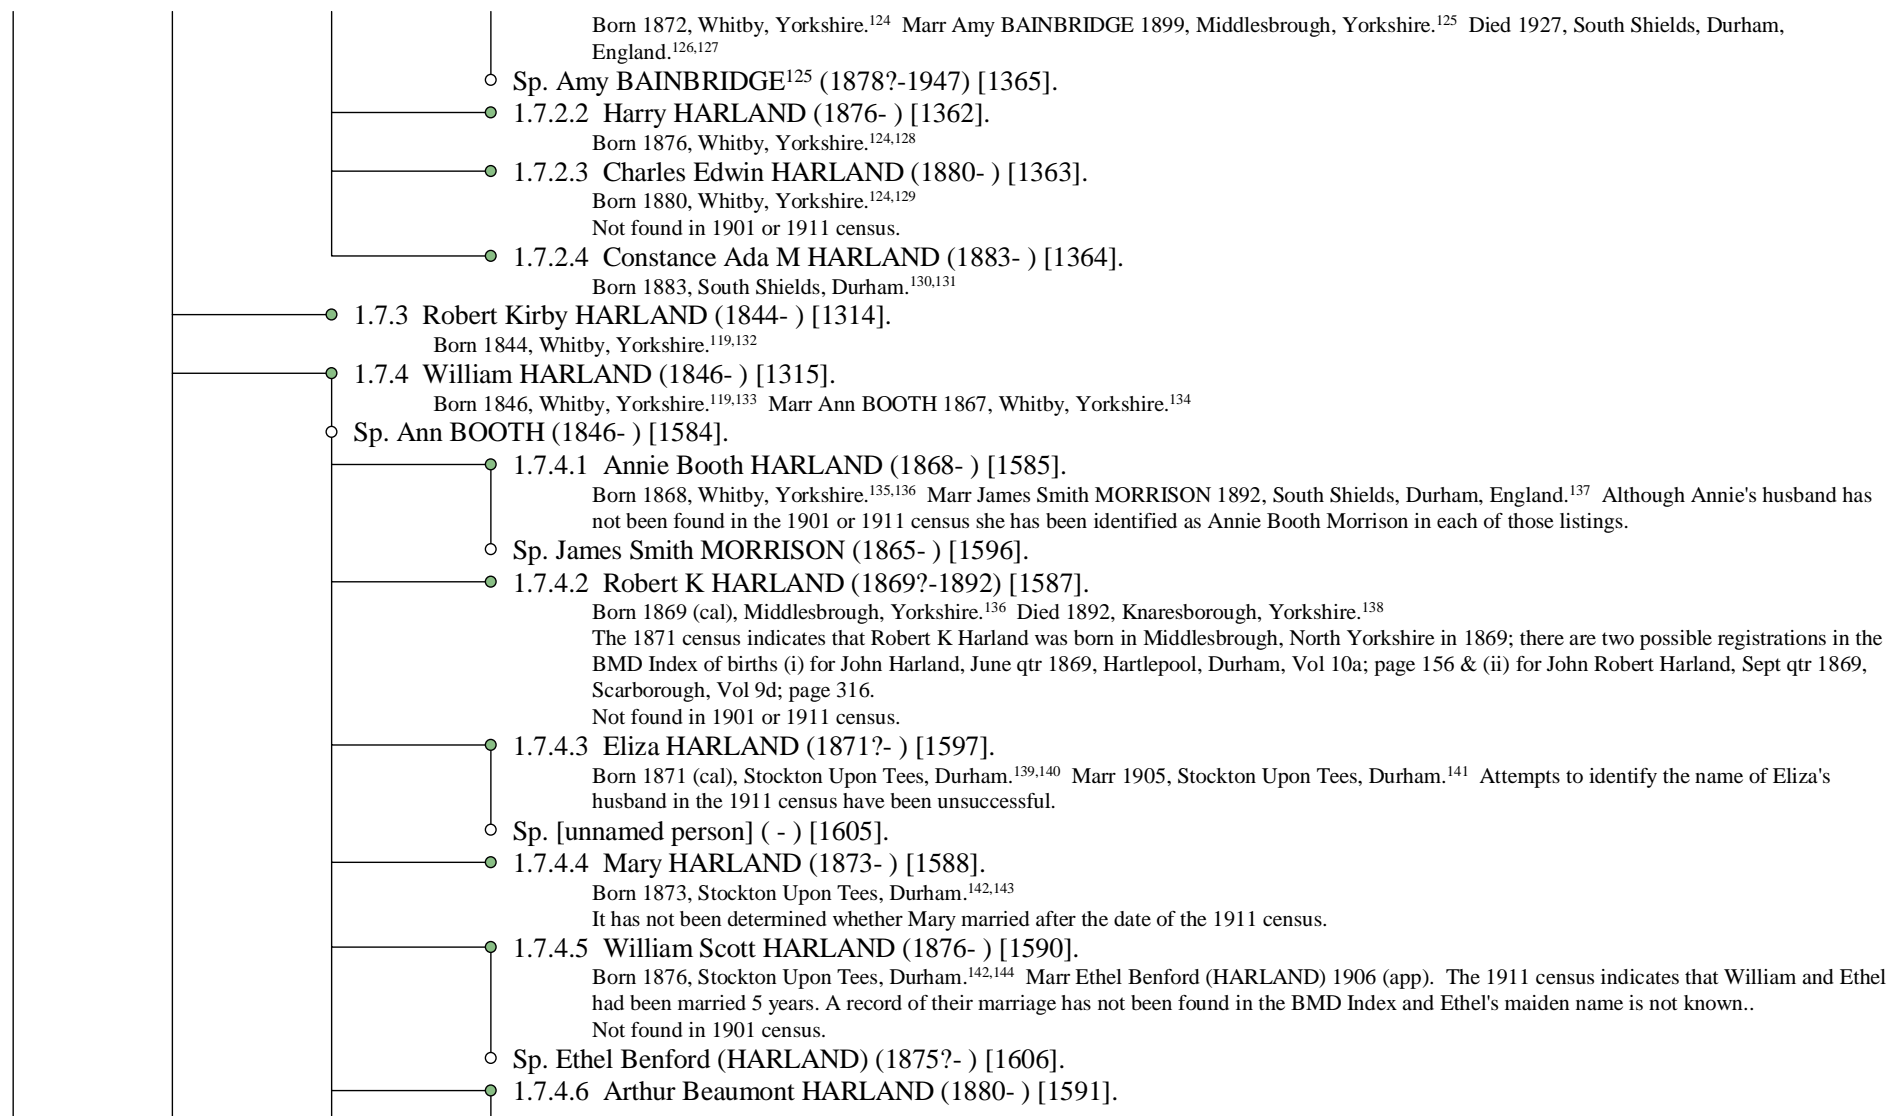 Born 1872, Whitby, Yorkshire.124 Marr Amy BAINBRIDGE 1899, Middlesbrough, Yorkshire.125 Died 1927, South Shields, Durham,
England.126,127
Sp. Amy BAINBRIDGE125 (1878?-1947) [1365].
1.7.2.2 Harry HARLAND (1876- ) [1362].
Born 1876, Whitby, Yorkshire.124,128
1.7.2.3 Charles Edwin HARLAND (1880- ) [1363].
Born 1880, Whitby, Yorkshire.124,129
Not found in 1901 or 1911 census.
1.7.2.4 Constance Ada M HARLAND (1883- ) [1364].
Born 1883, South Shields, Durham.130,131
1.7.3 Robert Kirby HARLAND (1844- ) [1314].
Born 1844, Whitby, Yorkshire.119,132
1.7.4 William HARLAND (1846- ) [1315].
Born 1846, Whitby, Yorkshire.119,133 Marr Ann BOOTH 1867, Whitby, Yorkshire.134
Sp. Ann BOOTH (1846- ) [1584].
1.7.4.1 Annie Booth HARLAND (1868- ) [1585].
Born 1868, Whitby, Yorkshire.135,136 Marr James Smith MORRISON 1892, South Shields, Durham, England.137 Although Annie's husband has
not been found in the 1901 or 1911 census she has been identified as Annie Booth Morrison in each of those listings.
Sp. James Smith MORRISON (1865- ) [1596].
1.7.4.2 Robert K HARLAND (1869?-1892) [1587].
Born 1869 (cal), Middlesbrough, Yorkshire.136 Died 1892, Knaresborough, Yorkshire.138
The 1871 census indicates that Robert K Harland was born in Middlesbrough, North Yorkshire in 1869; there are two possible registrations in the
BMD Index of births (i) for John Harland, June qtr 1869, Hartlepool, Durham, Vol 10a; page 156 & (ii) for John Robert Harland, Sept qtr 1869,
Scarborough, Vol 9d; page 316.
Not found in 1901 or 1911 census.
1.7.4.3 Eliza HARLAND (1871?- ) [1597].
Born 1871 (cal), Stockton Upon Tees, Durham.139,140 Marr 1905, Stockton Upon Tees, Durham.141 Attempts to identify the name of Eliza's
husband in the 1911 census have been unsuccessful.
Sp. [unnamed person] ( - ) [1605].
1.7.4.4 Mary HARLAND (1873- ) [1588].
Born 1873, Stockton Upon Tees, Durham.142,143
It has not been determined whether Mary married after the date of the 1911 census.
1.7.4.5 William Scott HARLAND (1876- ) [1590].
Born 1876, Stockton Upon Tees, Durham.142,144 Marr Ethel Benford (HARLAND) 1906 (app). The 1911 census indicates that William and Ethel
had been married 5 years. A record of their marriage has not been found in the BMD Index and Ethel's maiden name is not known..
Not found in 1901 census.
Sp. Ethel Benford (HARLAND) (1875?- ) [1606].
1.7.4.6 Arthur Beaumont HARLAND (1880- ) [1591].